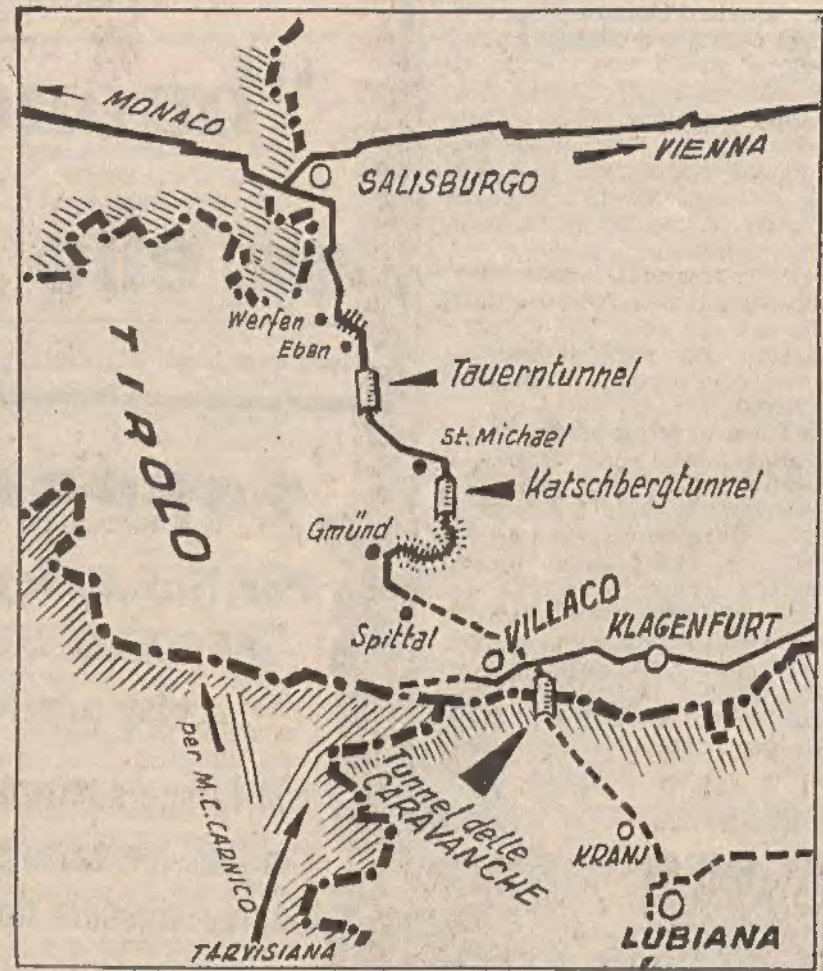 MONACO
VIENNA
SALISBURGO
Werfen
Eben
TIROLO
Tauerntunnel
St. Michael
Katschbergtunnel
Gmünd
Spittal
VILLACO
KLAGENFURT
per M.C. CARNICO
Tunnel delle
CARAVANCHE
KRANJ
TARVISIANA
LUBIANA